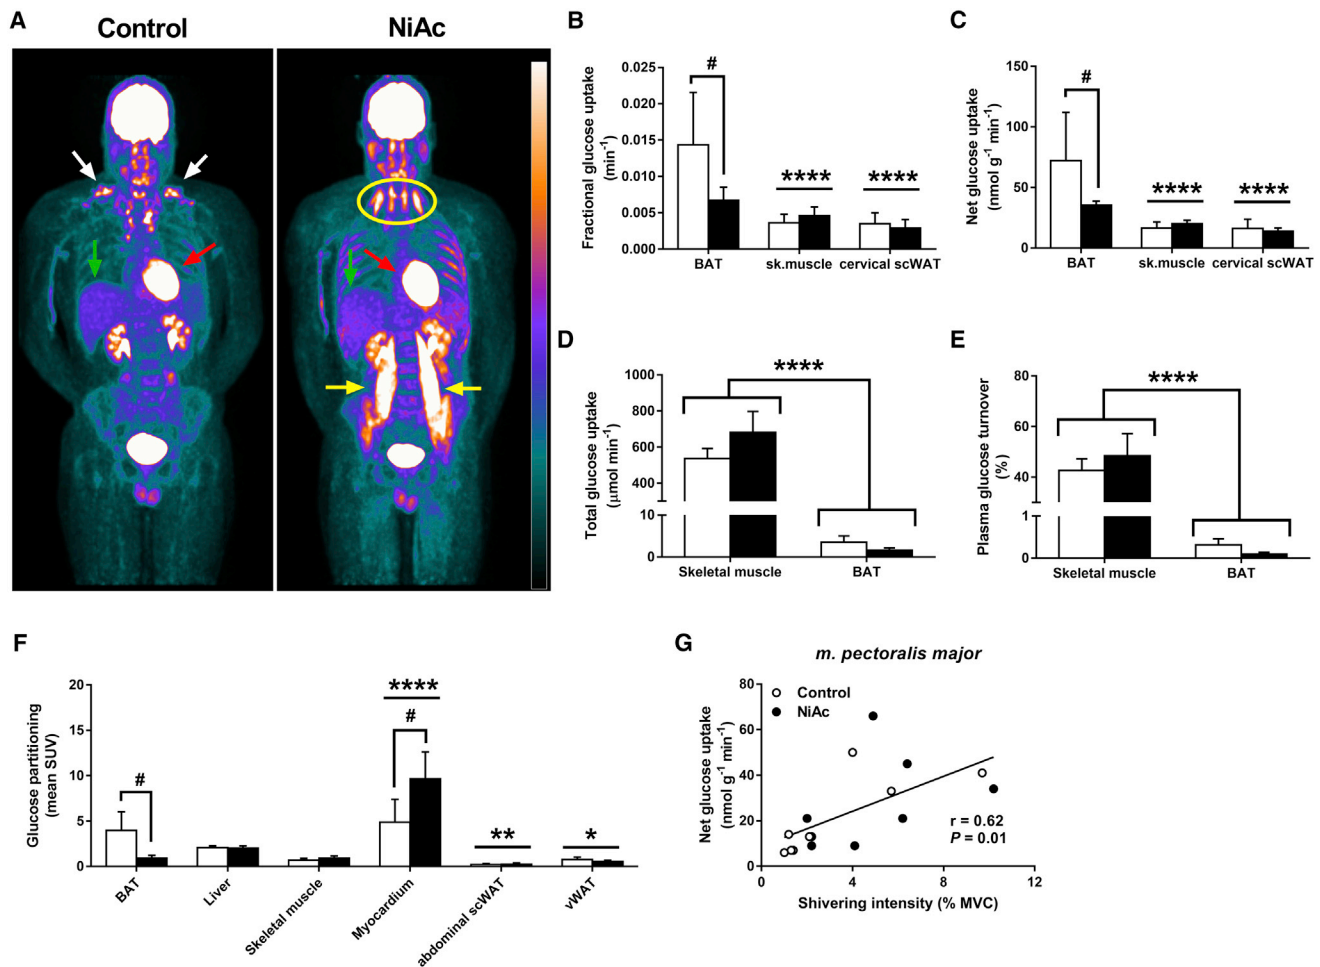 A
Control
NiAc
B
Fractional glucose uptake
(min⁻¹)
0.025
0.020
0.015
0.010
0.005
0.000
#
****
****
BAT
sk.muscle
cervical scWAT
C
Net glucose uptake
(nmol g⁻¹ min⁻¹)
150
100
50
0
#
****
****
BAT
sk.muscle
cervical scWAT
D
Total glucose uptake
(μmol min⁻¹)
1000
800
600
400
10
0
****
Skeletal muscle
BAT
E
Plasma glucose turnover
(%)
80
60
40
1
0
****
Skeletal muscle
BAT
F
Glucose partitioning
(mean SUV)
20
15
10
5
0
#
****
#
**
*
BAT
Liver
Skeletal muscle
Myocardium
abdominal scWAT
vWAT
G
m. pectoralis major
Net glucose uptake
(nmol g⁻¹ min⁻¹)
80
60
40
20
0
Control
NiAc
r = 0.62
P = 0.01
0
4
8
12
Shivering intensity (% MVC)